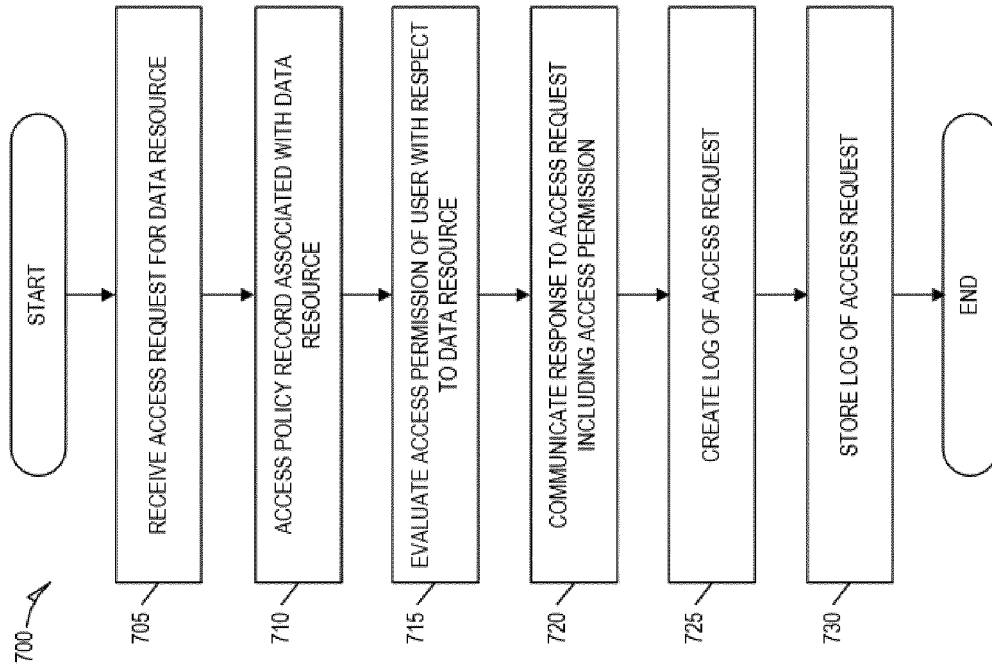 700
START
705
RECEIVE ACCESS REQUEST FOR DATA RESOURCE
710
ACCESS POLICY RECORD ASSOCIATED WITH DATA
RESOURCE
715
EVALUATE ACCESS PERMISSION OF USER WITH RESPECT
TO DATA RESOURCE
720
COMMUNICATE RESPONSE TO ACCESS REQUEST
INCLUDING ACCESS PERMISSION
725
CREATE LOG OF ACCESS REQUEST
730
STORE LOG OF ACCESS REQUEST
END